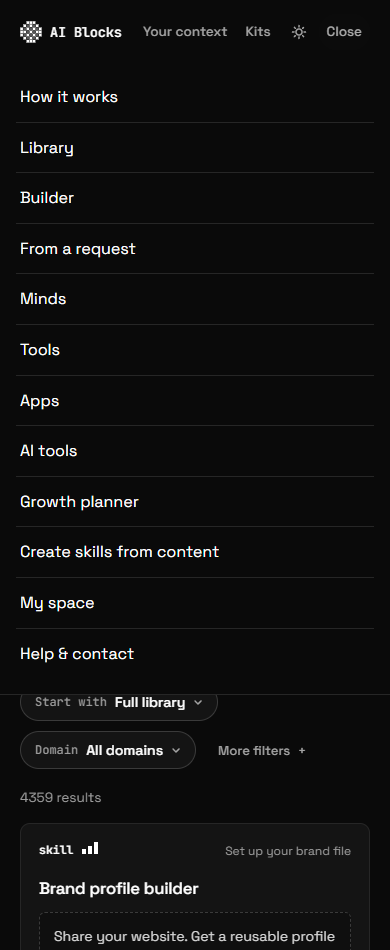 AI Blocks Your context Kits Close
How it works
Library
Builder
From a request
Minds
Tools
Apps
AI tools
Growth planner
Create skills from content
My space
Help & contact
Start with Full library
Domain All domains More filters +
4359 results
skill Set up your brand file
Brand profile builder
Share your website. Get a reusable profile